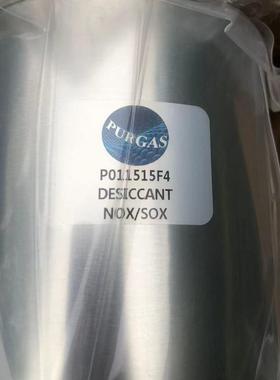 PURGAS
P011515F4
DESICCANT
NOX/SOX